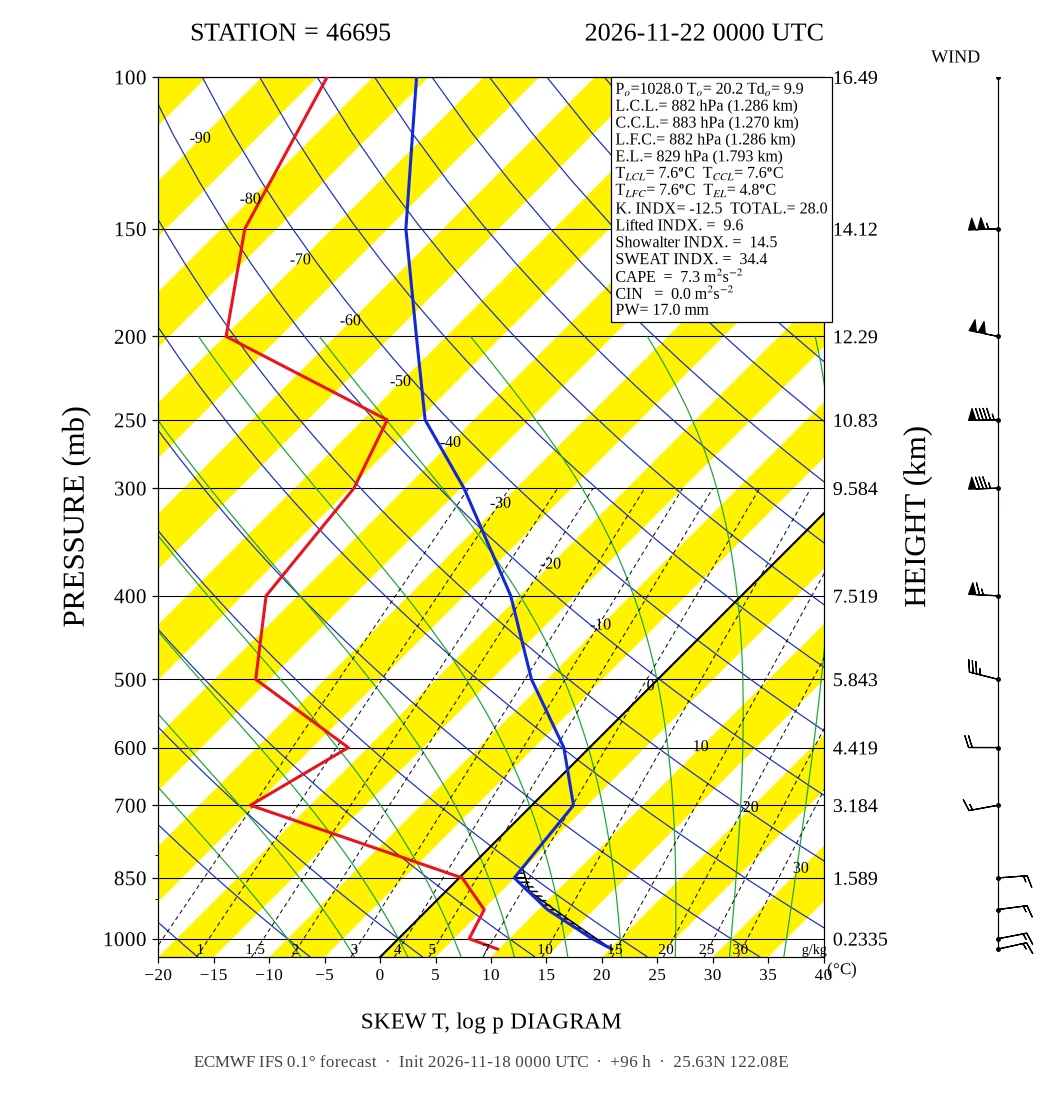 STATION = 46695
2026-11-22 0000 UTC
WIND
P_o=1028.0 T_o= 20.2 Td_o= 9.9
L.C.L.= 882 hPa (1.286 km)
C.C.L.= 883 hPa (1.270 km)
L.F.C.= 882 hPa (1.286 km)
E.L.= 829 hPa (1.793 km)
T_LCL= 7.6°C T_CCL= 7.6°C
T_LFC= 7.6°C T_EL= 4.8°C
K. INDX= -12.5 TOTAL.= 28.0
Lifted INDX. = 9.6
Showalter INDX. = 14.5
SWEAT INDX. = 34.4
CAPE = 7.3 m²s⁻²
CIN = 0.0 m²s⁻²
PW= 17.0 mm
100 16.49
-90
-80
150 14.12
-70
-60
200 12.29
-50
250 10.83
-40
300 9.584
-30
-20
400 7.519
-10
500 5.843
0
10
600 4.419
700 20 3.184
30
850 1.589
1000 0.2335
1 1.5 2 3 4 5 10 15 20 25 30 g/kg
−20 −15 −10 −5 0 5 10 15 20 25 30 35 40 (°C)
PRESSURE (mb)
HEIGHT (km)
SKEW T, log p DIAGRAM
ECMWF IFS 0.1° forecast · Init 2026-11-18 0000 UTC · +96 h · 25.63N 122.08E